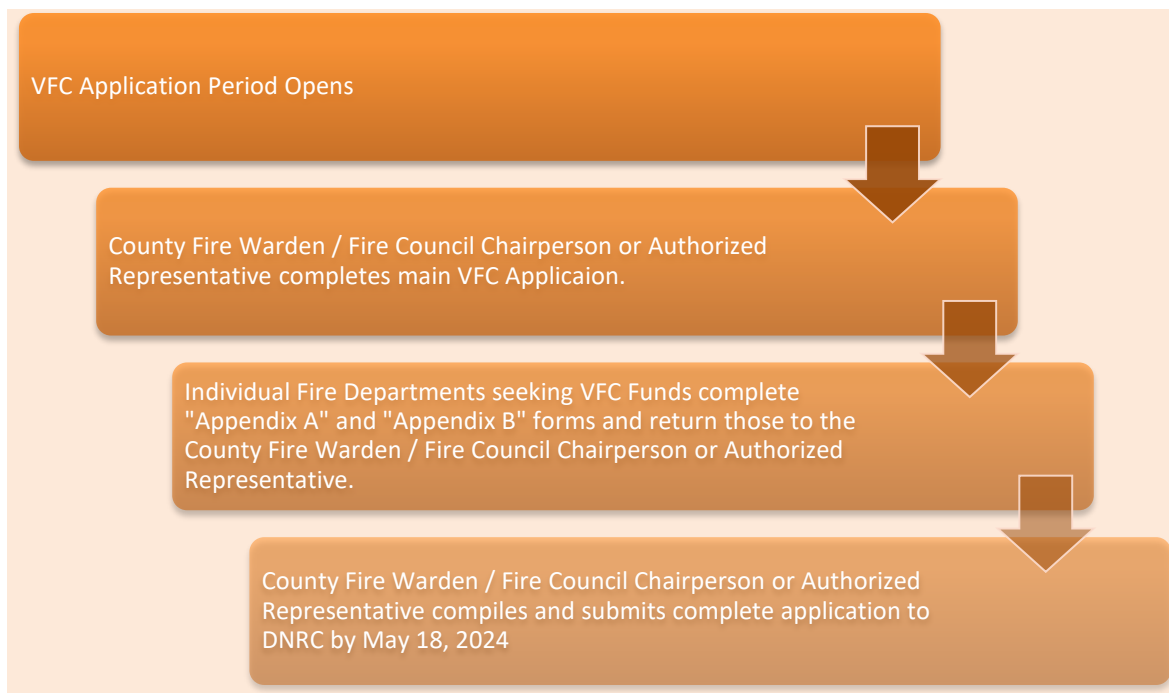 VFC Application Period Opens
County Fire Warden / Fire Council Chairperson or Authorized
Representative completes main VFC Applicaion.
Individual Fire Departments seeking VFC Funds complete
"Appendix A" and "Appendix B" forms and return those to the
County Fire Warden / Fire Council Chairperson or Authorized
Representative.
County Fire Warden / Fire Council Chairperson or Authorized
Representative compiles and submits complete application to
DNRC by May 18, 2024